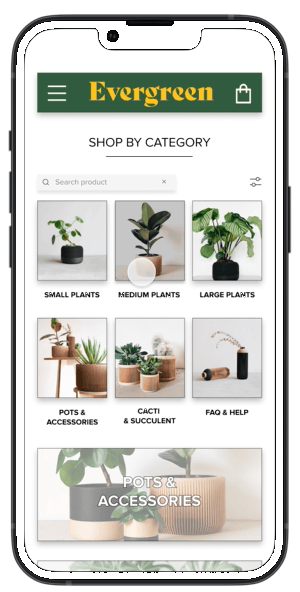 Evergreen
SHOP BY CATEGORY
Search product
×
SMALL PLANTS
MEDIUM PLANTS
LARGE PLANTS
POTS &
ACCESSORIES
CACTI
& SUCCULENT
FAQ & HELP
POTS &
ACCESSORIES